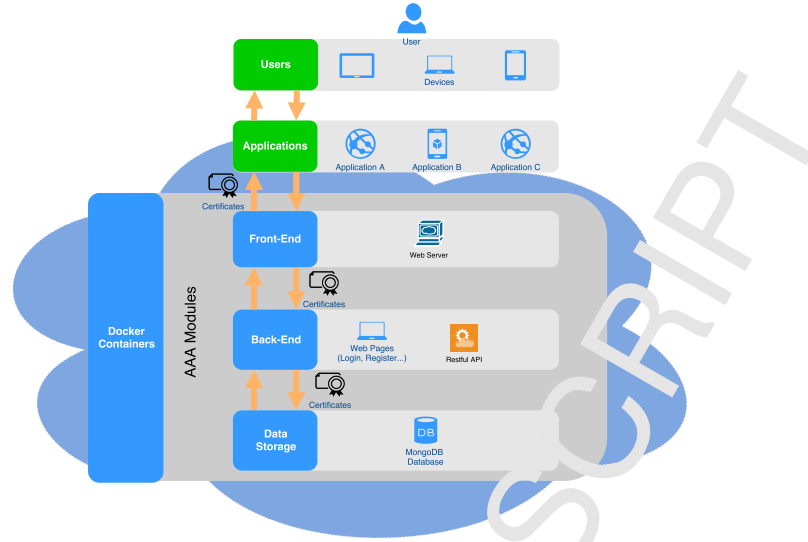 User
Users
Devices
Applications
Application A
Application B
Application C
Certificates
Front-End
Web Server
Certificates
Docker
Containers
AAA Modules
Back-End
Web Pages
(Login, Register...)
Restful API
Certificates
Data
Storage
DB
MongoDB
Database
SCRIPT